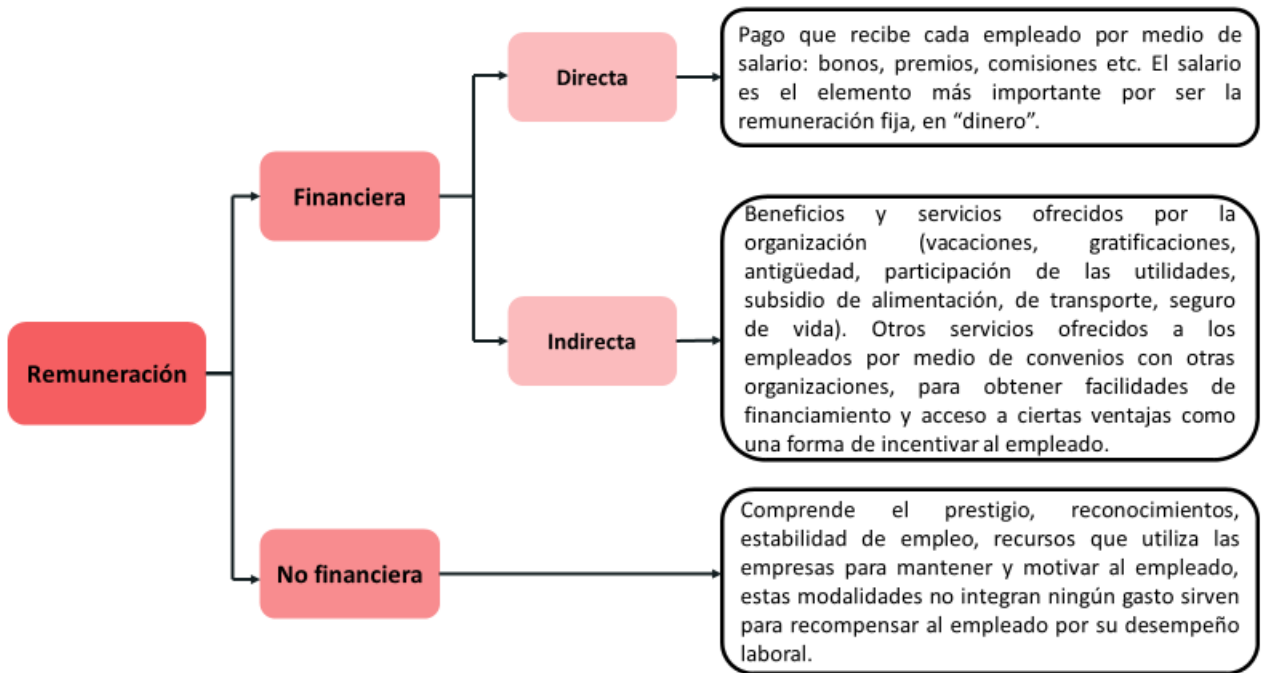 Remuneración
Financiera
Directa
Pago que recibe cada empleado por medio de
salario: bonos, premios, comisiones etc. El salario
es el elemento más importante por ser la
remuneración fija, en “dinero”.
Indirecta
Beneficios y servicios ofrecidos por la
organización (vacaciones, gratificaciones,
antigüedad, participación de las utilidades,
subsidio de alimentación, de transporte, seguro
de vida). Otros servicios ofrecidos a los
empleados por medio de convenios con otras
organizaciones, para obtener facilidades de
financiamiento y acceso a ciertas ventajas como
una forma de incentivar al empleado.
No financiera
Comprende el prestigio, reconocimientos,
estabilidad de empleo, recursos que utiliza las
empresas para mantener y motivar al empleado,
estas modalidades no integran ningún gasto sirven
para recompensar al empleado por su desempeño
laboral.